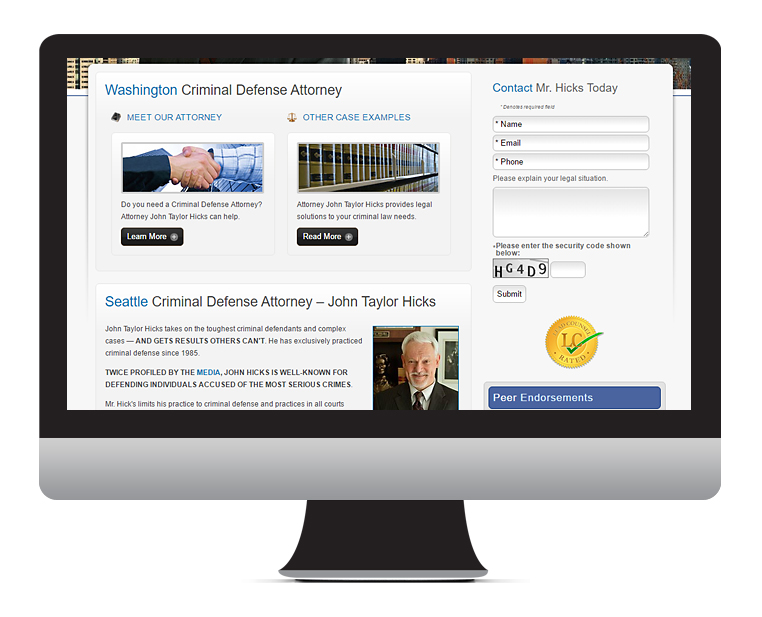 Washington Criminal Defense Attorney
MEET OUR ATTORNEY
Do you need a Criminal Defense Attorney?
Attorney John Taylor Hicks can help.
Learn More
OTHER CASE EXAMPLES
Attorney John Taylor Hicks provides legal
solutions to your criminal law needs.
Read More
Seattle Criminal Defense Attorney – John Taylor Hicks
John Taylor Hicks takes on the toughest criminal defendants and complex
cases — AND GETS RESULTS OTHERS CAN'T. He has exclusively practiced
criminal defense since 1985.
TWICE PROFILED BY THE MEDIA, JOHN HICKS IS WELL-KNOWN FOR
DEFENDING INDIVIDUALS ACCUSED OF THE MOST SERIOUS CRIMES.
Mr. Hick's limits his practice to criminal defense and practices in all courts
Contact Mr. Hicks Today
* Denotes required field
* Name
* Email
* Phone
Please explain your legal situation.
*Please enter the security code shown
below:
HG4D9
Submit
LEAD COUNSEL
LC
RATED
Peer Endorsements